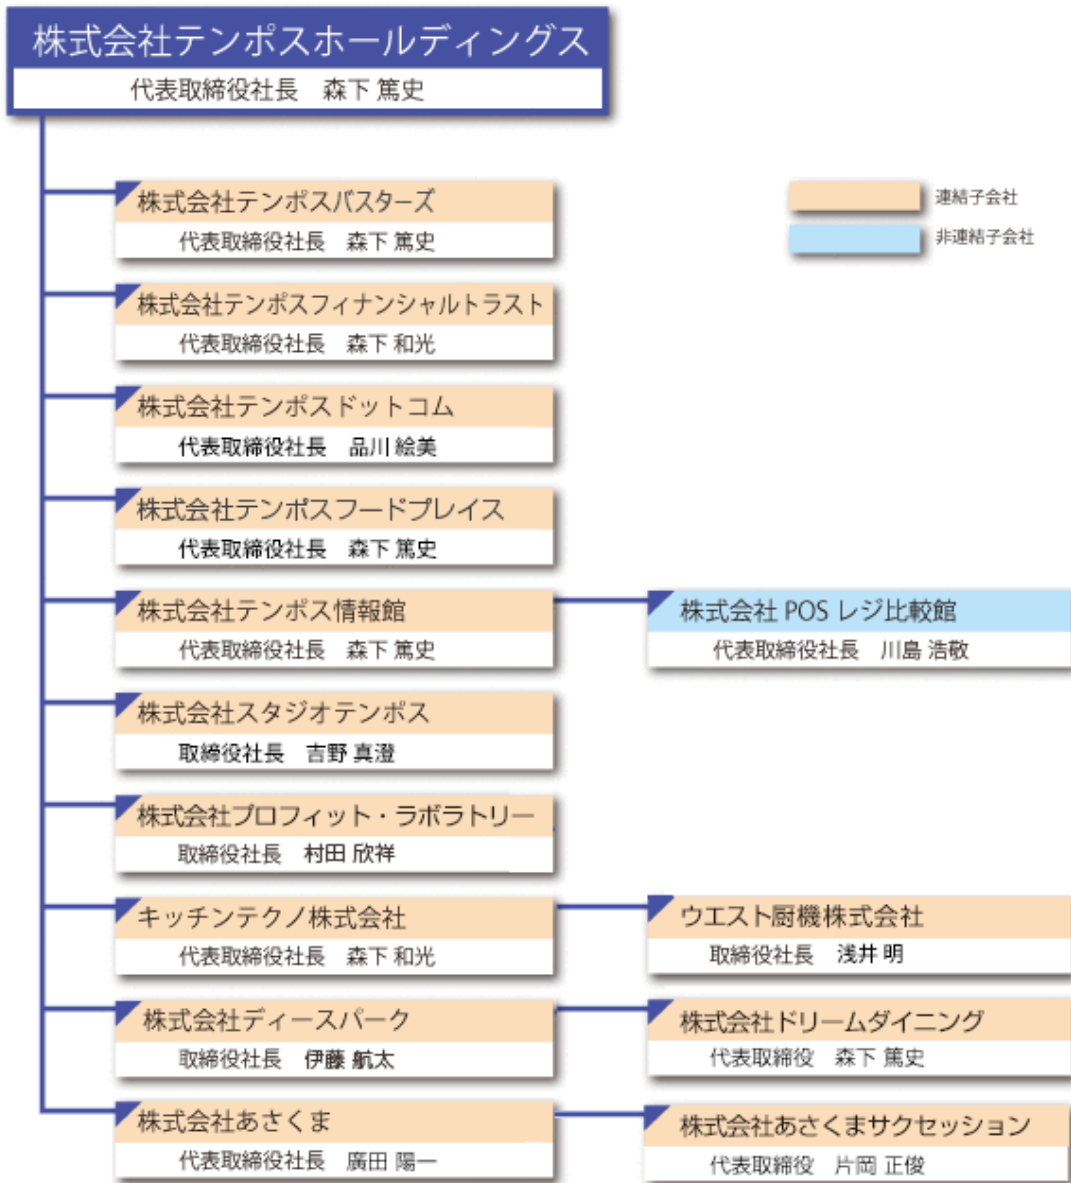 株式会社テンポスホールディングス
代表取締役社長　森下 篤史
連結子会社
非連結子会社
株式会社テンポスバスターズ
代表取締役社長　森下 篤史
株式会社テンポスフィナンシャルトラスト
代表取締役社長　森下 和光
株式会社テンポスドットコム
代表取締役社長　品川 絵美
株式会社テンポスフードプレイス
代表取締役社長　森下 篤史
株式会社テンポス情報館
代表取締役社長　森下 篤史
株式会社 POS レジ比較館
代表取締役社長　川島 浩敬
株式会社スタジオテンポス
取締役社長　吉野 真澄
株式会社プロフィット・ラボラトリー
取締役社長　村田 欣祥
キッチンテクノ株式会社
代表取締役社長　森下 和光
ウエスト厨機株式会社
取締役社長　浅井 明
株式会社ディースパーク
取締役社長　伊藤 航太
株式会社ドリームダイニング
代表取締役　森下 篤史
株式会社あさくま
代表取締役社長　廣田 陽一
株式会社あさくまサクセッション
代表取締役　片岡 正俊